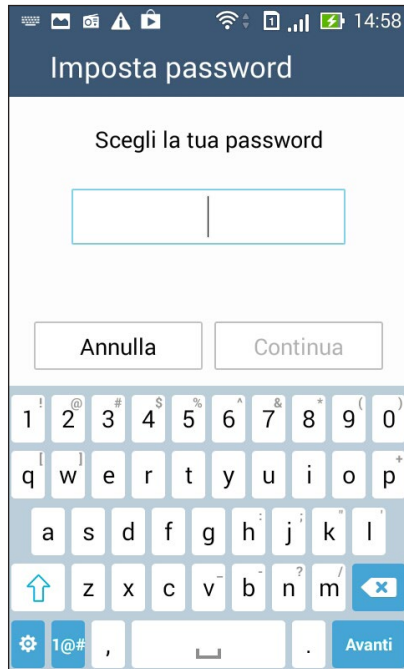 1 14:58
Imposta password
Scegli la tua password
Annulla Continua
! @ # $ % ^ & * ( )
1 2 3 4 5 6 7 8 9 0
[ ] +
q w e r t y u i o p
: ; " '
a s d f g h j k l
- - ? /
z x c v b n m
1@# , . Avanti